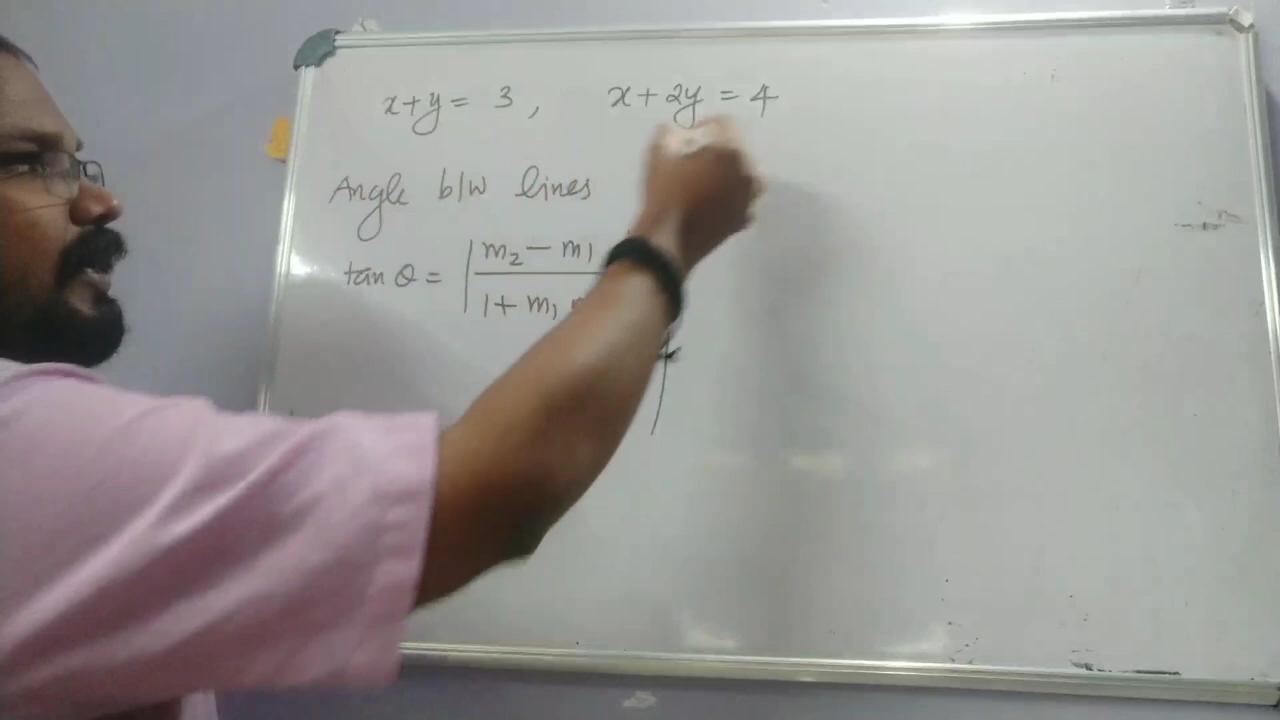 x+y = 3, x+2y = 4
Angle b/w lines
tan θ = | m₂ − m₁
1 + m₁